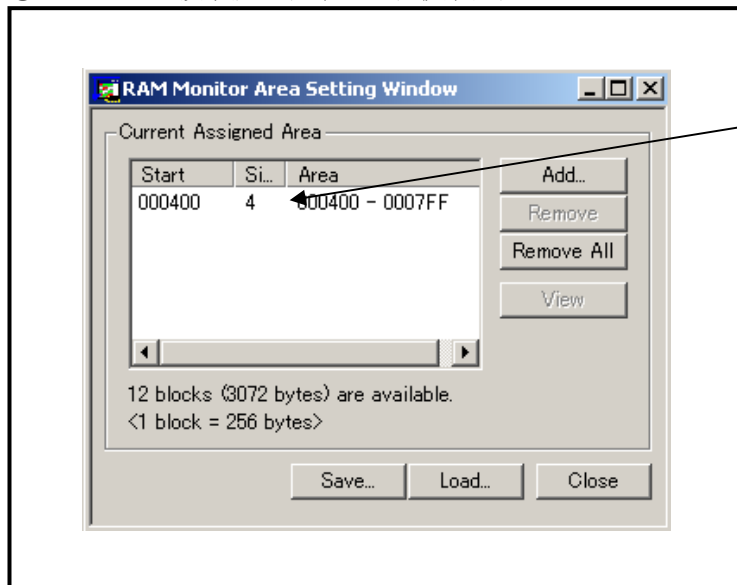 RAM Monitor Area Setting Window
Current Assigned Area
Start Si... Area
000400 4 000400 - 0007FF
Add...
Remove
Remove All
View
12 blocks (3072 bytes) are available.
<1 block = 256 bytes>
Save... Load... Close